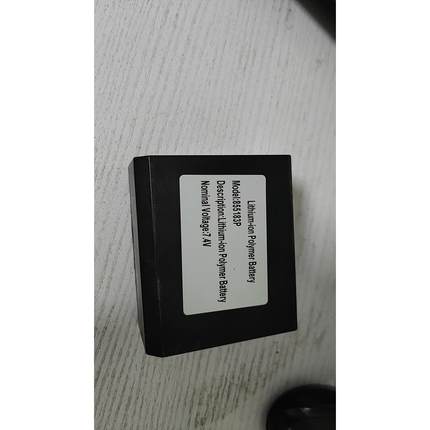 Lithium-ion Polymer Battery
Model:855183P
Description:Lithium-ion Polymer Battery
Nominal Voltage:7.4V